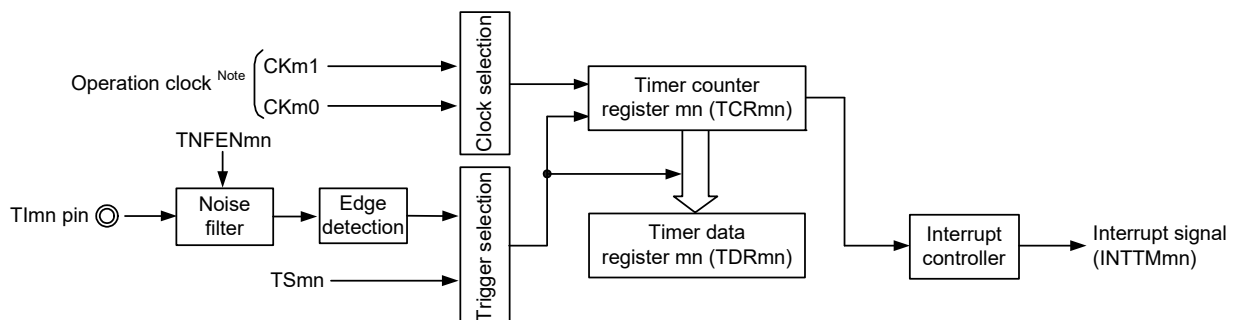 Operation clock Note
CKm1
CKm0
Clock selection
Timer counter
register mn (TCRmn)
TNFENmn
TImn pin
Noise
filter
Edge
detection
TSmn
Trigger selection
Timer data
register mn (TDRmn)
Interrupt
controller
Interrupt signal
(INTTMmn)